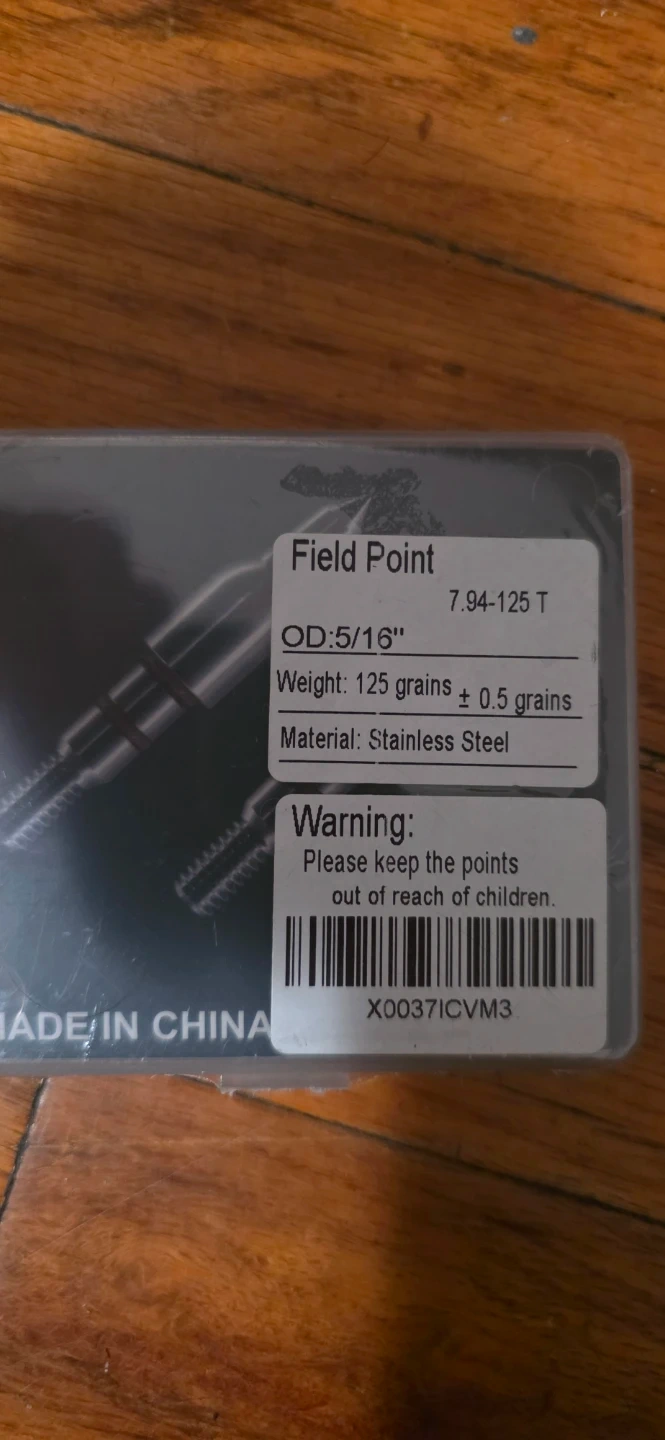 Field Point
7.94-125 T
OD:5/16"
Weight: 125 grains ± 0.5 grains
Material: Stainless Steel
Warning:
Please keep the points
out of reach of children.
X0037ICVM3
IN CHINA